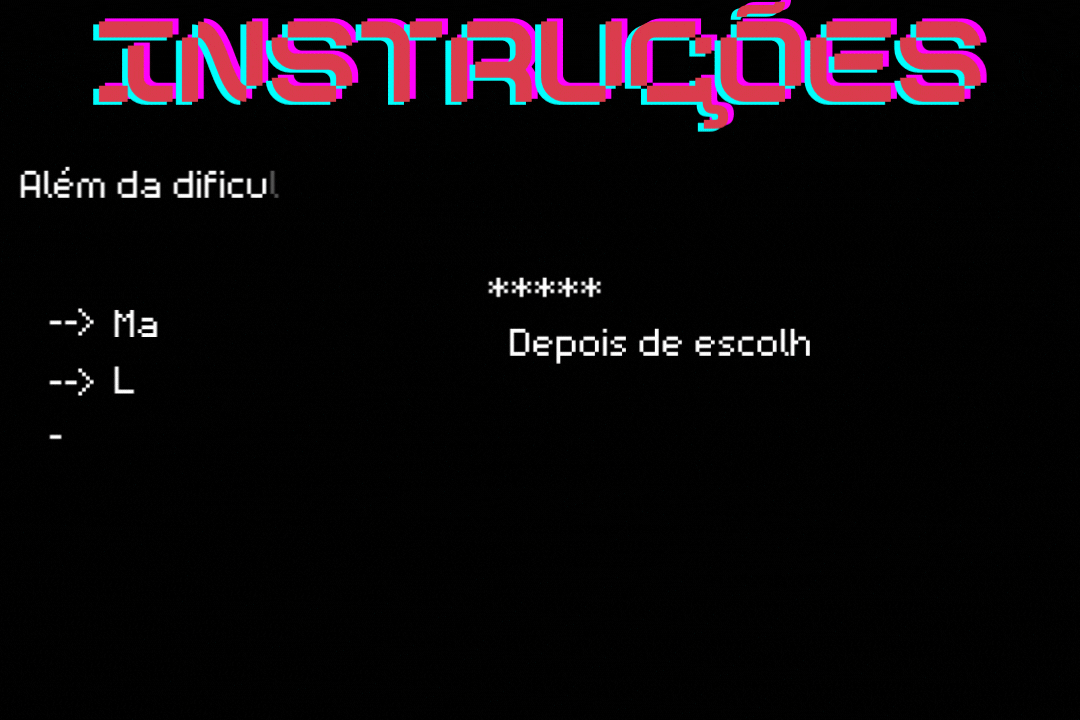 INSTRUÇÕES
Além da dificul
--> Ma
--> L
-
*****
Depois de escolh